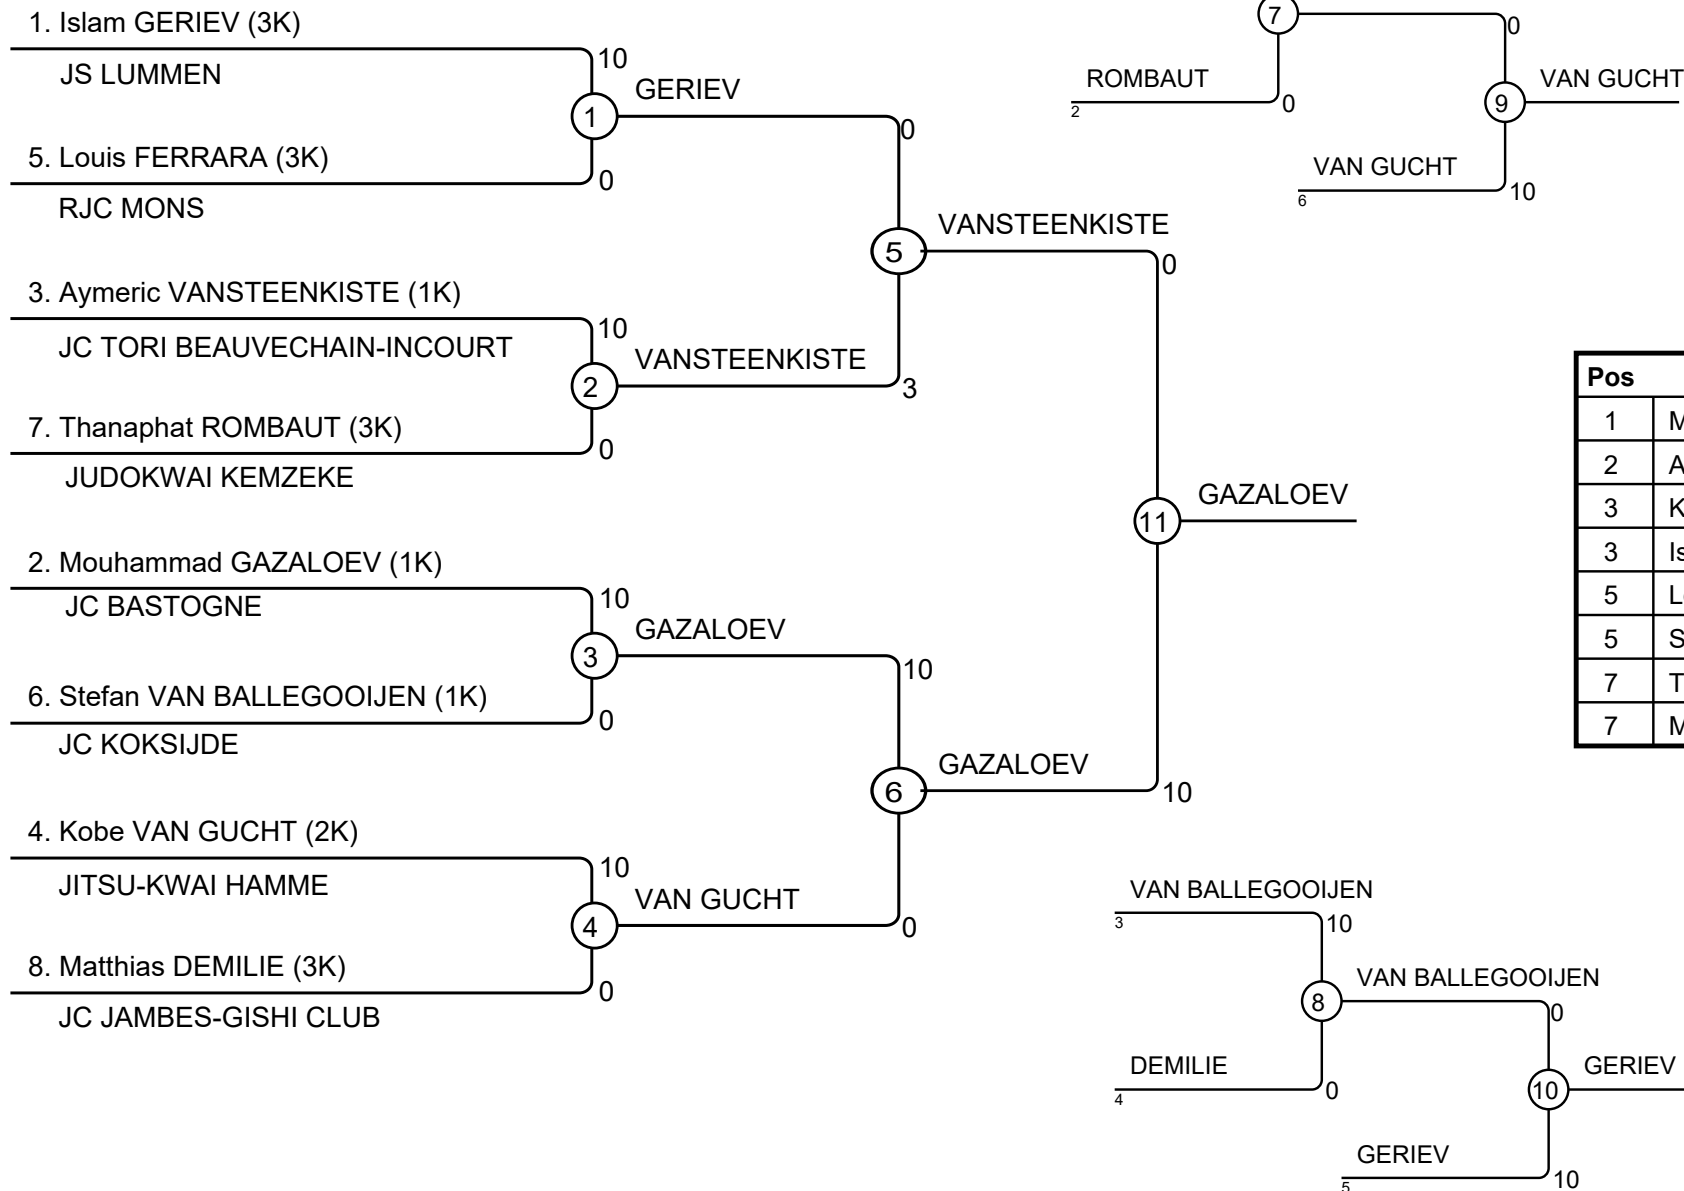 1. Islam GERIEV (3K)
JS LUMMEN
10
1
GERIEV
5. Louis FERRARA (3K)
0
RJC MONS
0
5
VANSTEENKISTE
3. Aymeric VANSTEENKISTE (1K)
10
JC TORI BEAUVECHAIN-INCOURT
2
VANSTEENKISTE
3
7. Thanaphat ROMBAUT (3K)
0
JUDOKWAI KEMZEKE
0
11
GAZALOEV
2. Mouhammad GAZALOEV (1K)
10
JC BASTOGNE
3
GAZALOEV
10
6. Stefan VAN BALLEGOOIJEN (1K)
0
JC KOKSIJDE
6
GAZALOEV
10
4. Kobe VAN GUCHT (2K)
10
JITSU-KWAI HAMME
4
VAN GUCHT
0
8. Matthias DEMILIE (3K)
0
JC JAMBES-GISHI CLUB
7
0
ROMBAUT
2
0
9
VAN GUCHT
VAN GUCHT
6
10
Pos
1 M
2 A
3 K
3 Is
5 L
5 S
7 T
7 M
VAN BALLEGOOIJEN
3
10
8
VAN BALLEGOOIJEN
0
DEMILIE
4
0
10
GERIEV
GERIEV
5
10